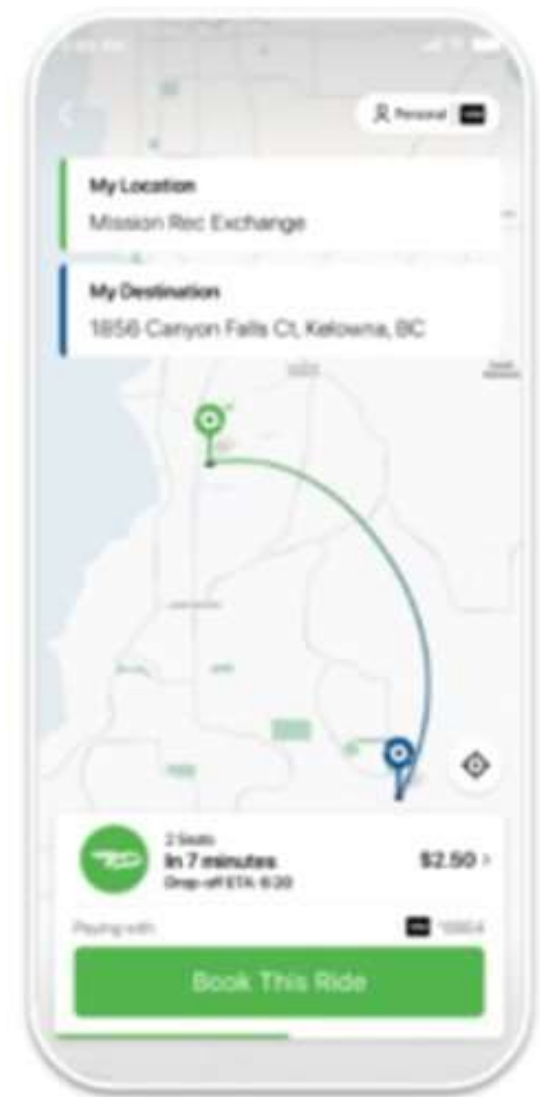 Personal
My Location
Mission Rec Exchange
My Destination
1856 Canyon Falls Ct, Kelowna, BC
2 Seats
In 7 minutes
$2.50 >
Drop-off ETA: 6:20
Paying with
Book This Ride